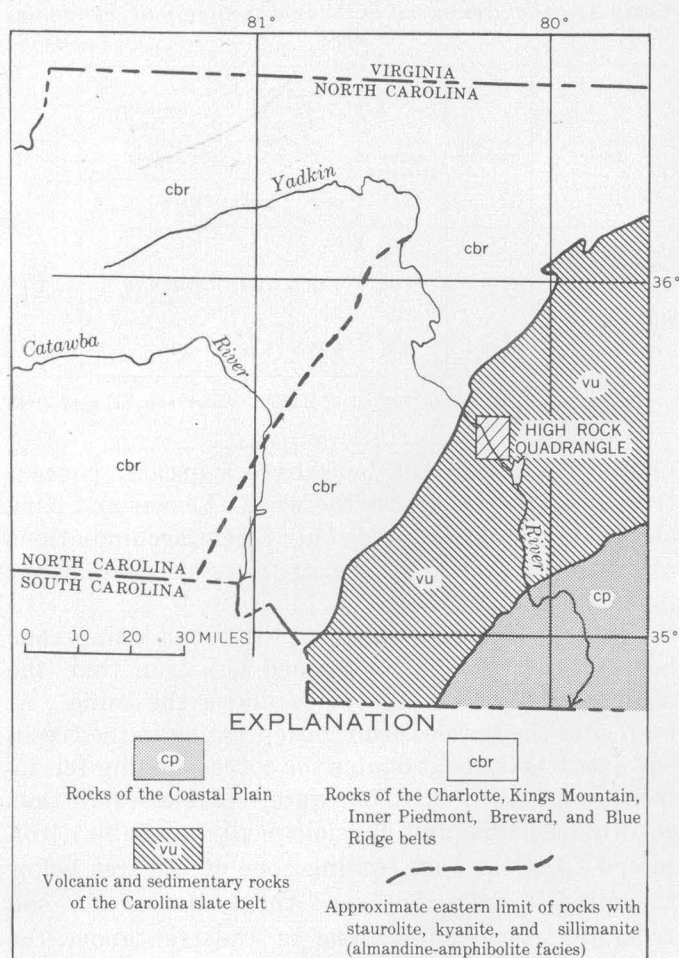 81°
80°
VIRGINIA
NORTH CAROLINA
Yadkin
cbr
cbr
36°
Catawba
River
vu
HIGH ROCK
QUADRANGLE
cbr
cbr
River
NORTH CAROLINA
SOUTH CAROLINA
vu
cp
0 10 20 30 MILES
35°
EXPLANATION
cp
Rocks of the Coastal Plain
vu
Volcanic and sedimentary rocks
of the Carolina slate belt
cbr
Rocks of the Charlotte, Kings Mountain,
Inner Piedmont, Brevard, and Blue
Ridge belts
Approximate eastern limit of rocks with
staurolite, kyanite, and sillimanite
(almandine-amphibolite facies)